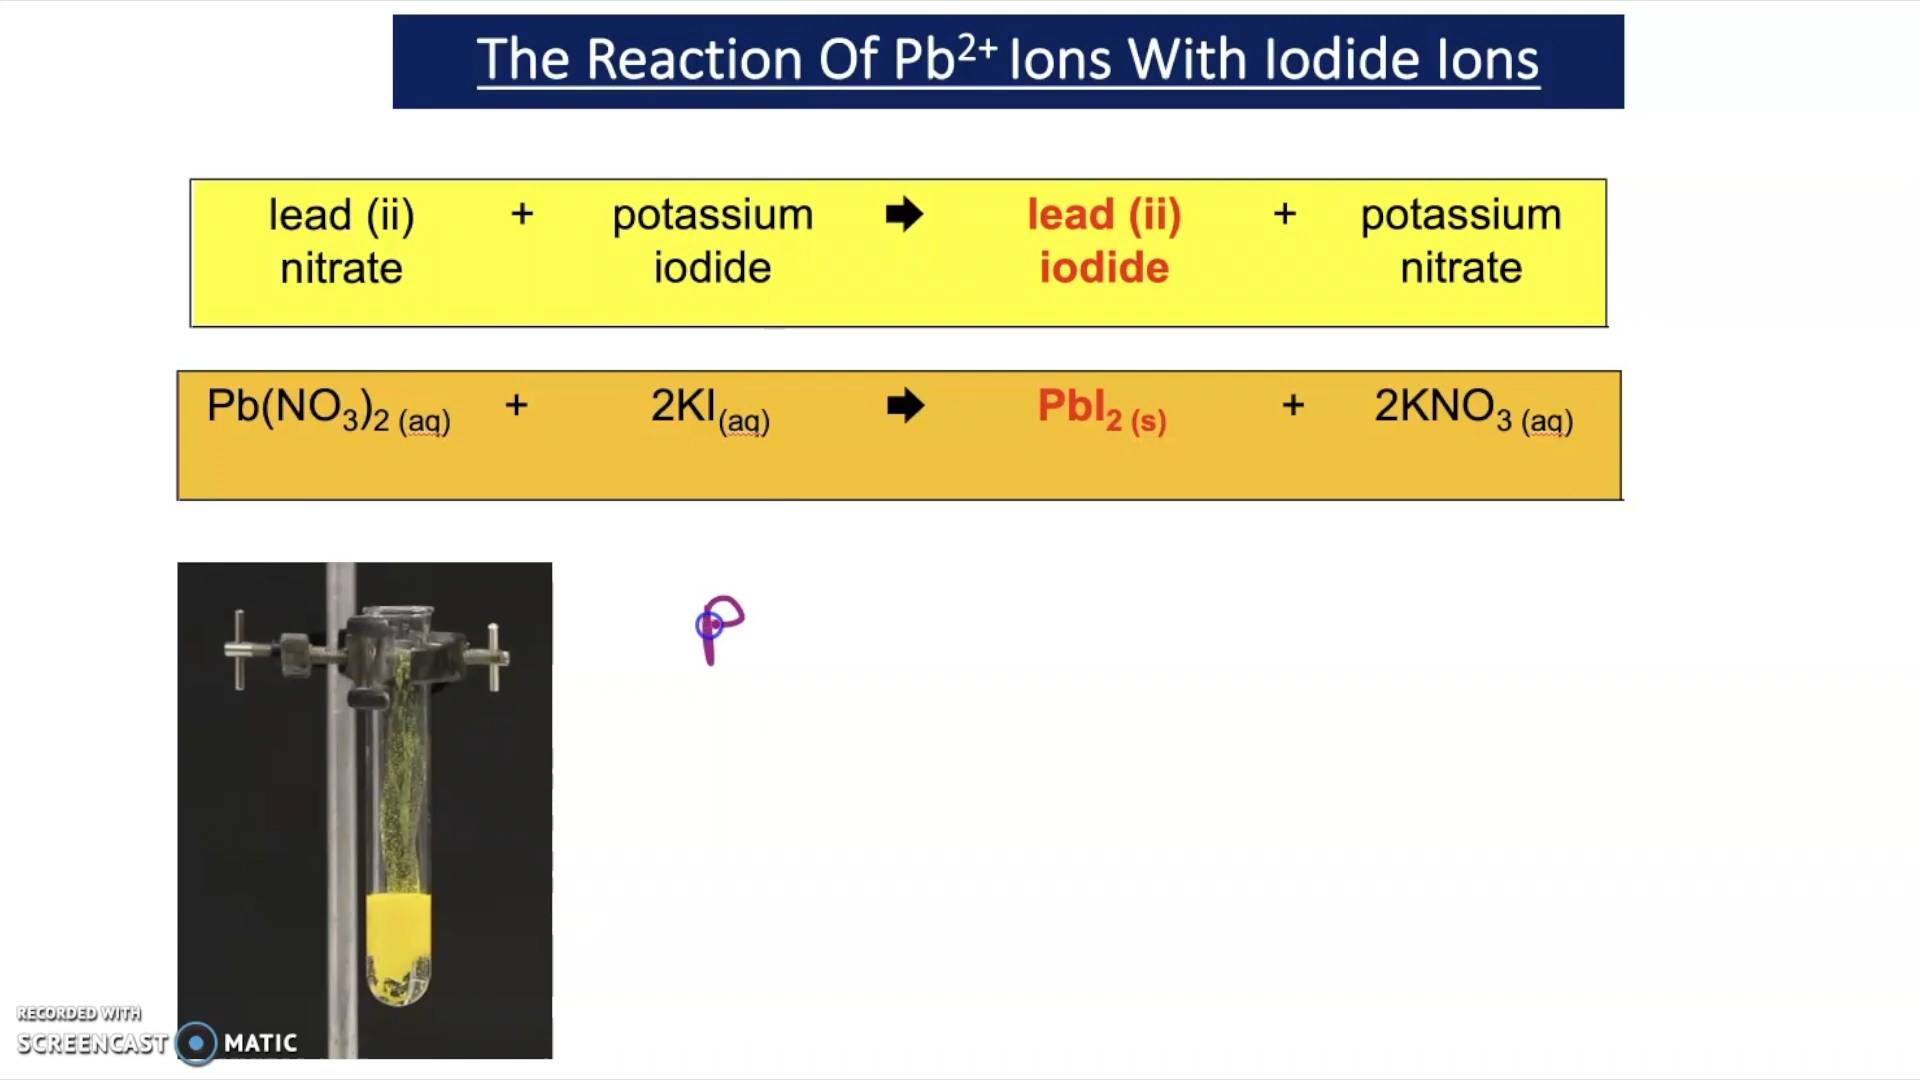 The Reaction Of Pb²⁺ Ions With Iodide Ions
lead (ii) + potassium 🡆 lead (ii) + potassium
nitrate iodide iodide nitrate
Pb(NO₃)₂ (aq) + 2KI(aq) 🡆 PbI₂ (s) + 2KNO₃ (aq)
P
RECORDED WITH
SCREENCAST MATIC